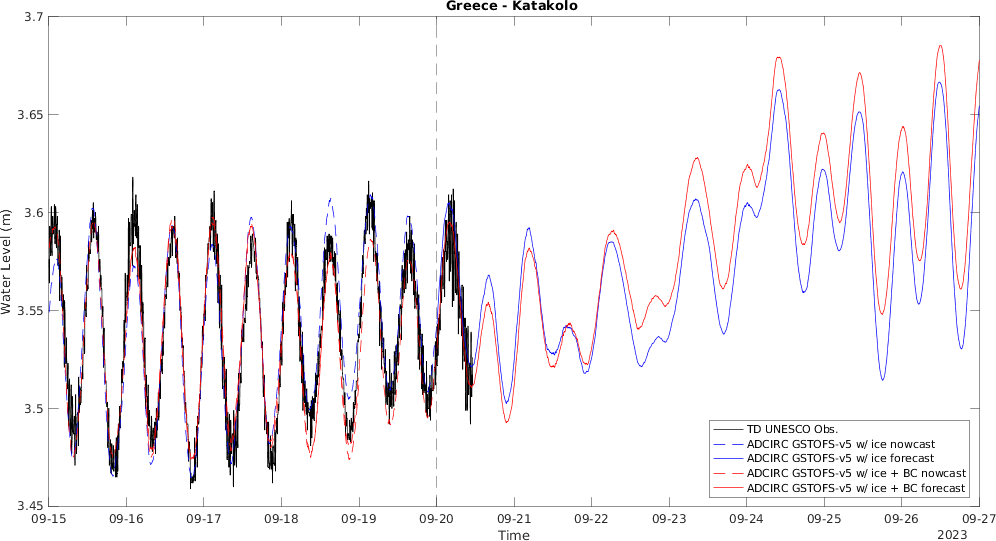 Greece - Katakolo
3.7
3.65
3.6
3.55
3.5
3.45
Water Level (m)
09-15 09-16 09-17 09-18 09-19 09-20 09-21 09-22 09-23 09-24 09-25 09-26 09-27
Time
2023
TD UNESCO Obs.
ADCIRC GSTOFS-v5 w/ ice nowcast
ADCIRC GSTOFS-v5 w/ ice forecast
ADCIRC GSTOFS-v5 w/ ice + BC nowcast
ADCIRC GSTOFS-v5 w/ ice + BC forecast